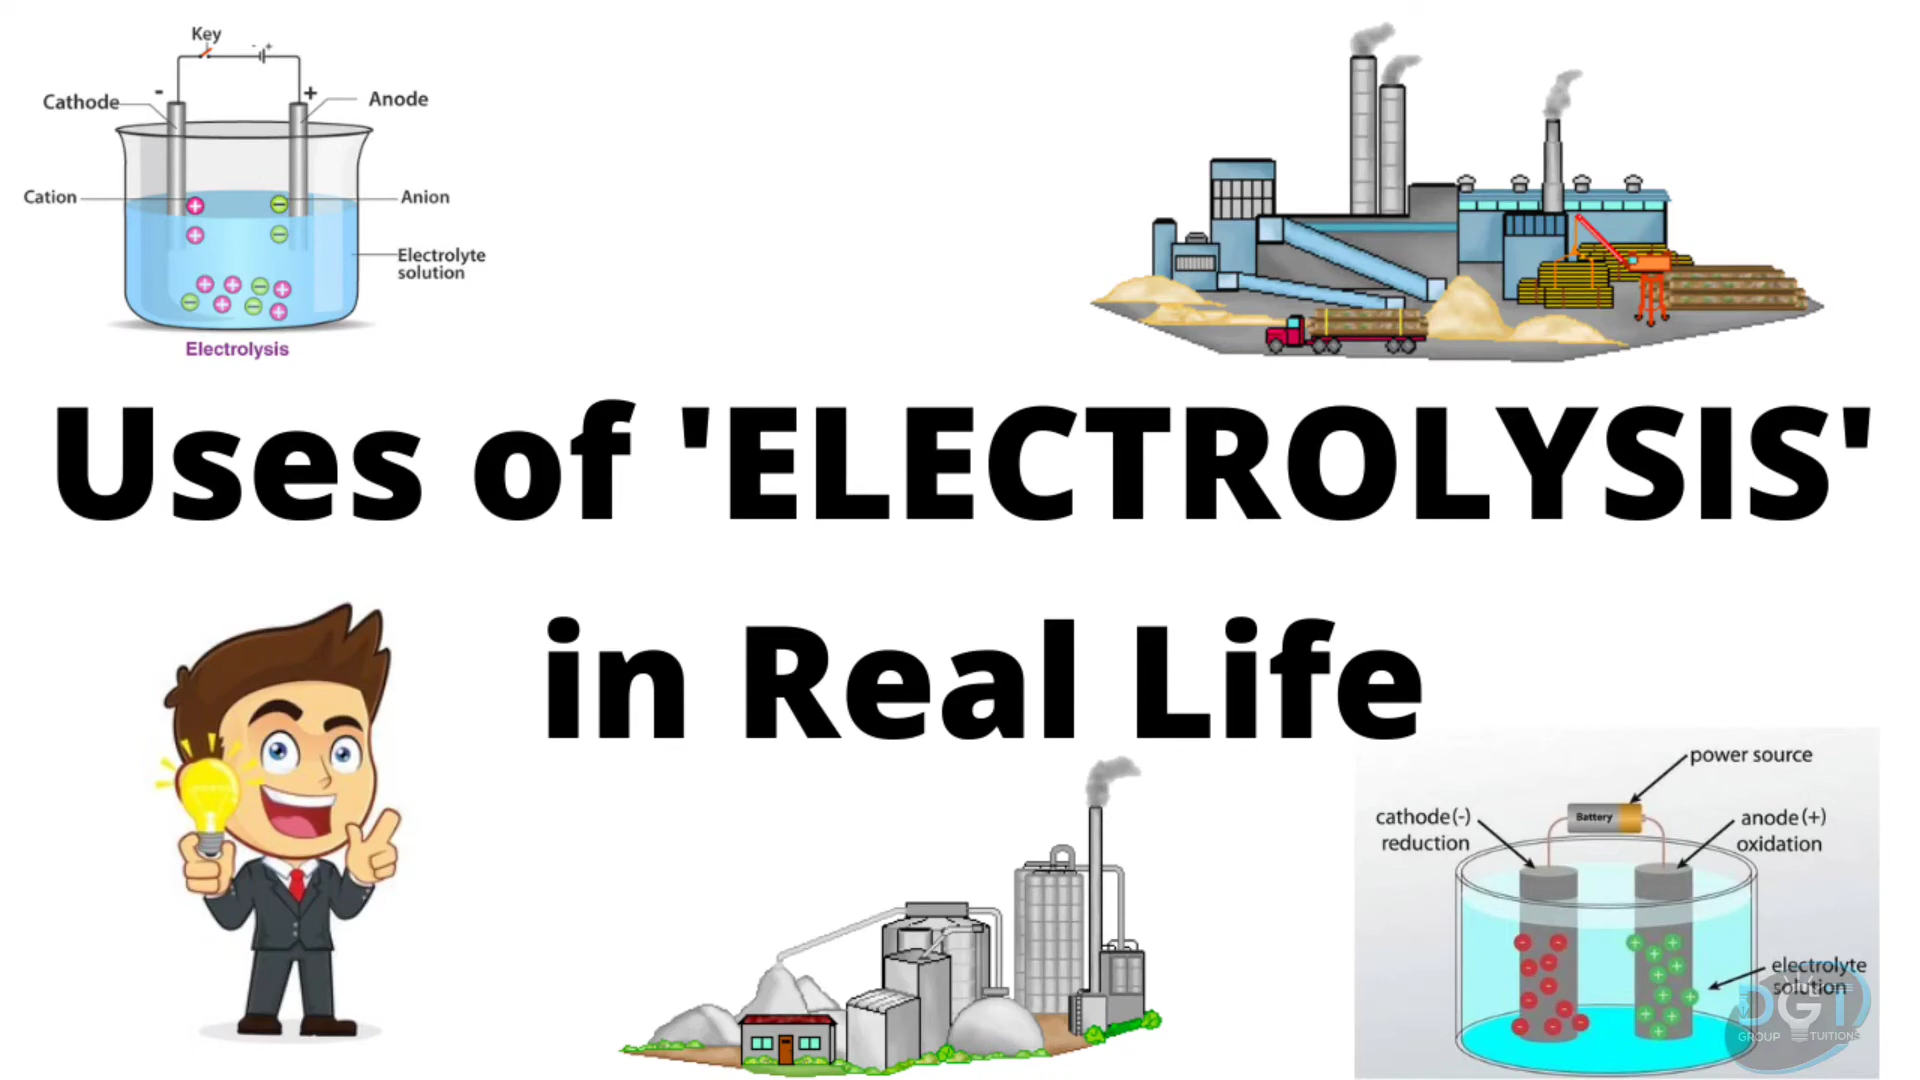 Key
- +
- +
Cathode
Anode
Cation
Anion
Electrolyte
solution
Electrolysis
Uses of 'ELECTROLYSIS'
in Real Life
power source
cathode (-)
reduction
Battery
anode (+)
oxidation
electrolyte
solution
DGT
GROUP TUITIONS